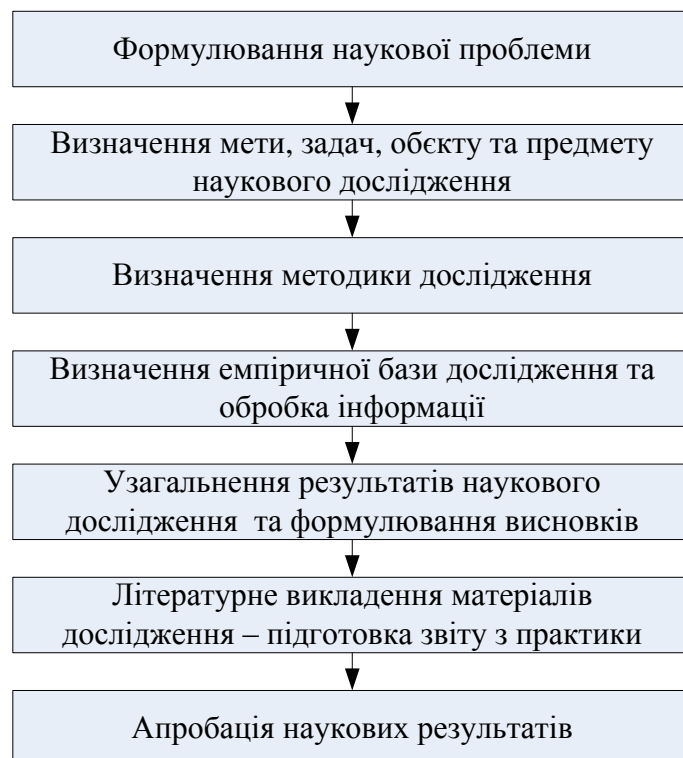 Формулювання наукової проблеми
Визначення мети, задач, обєкту та предмету
наукового дослідження
Визначення методики дослідження
Визначення емпіричної бази дослідження та
обробка інформації
Узагальнення результатів наукового
дослідження  та формулювання висновків
Літературне викладення матеріалів
дослідження – підготовка звіту з практики
Апробація наукових результатів